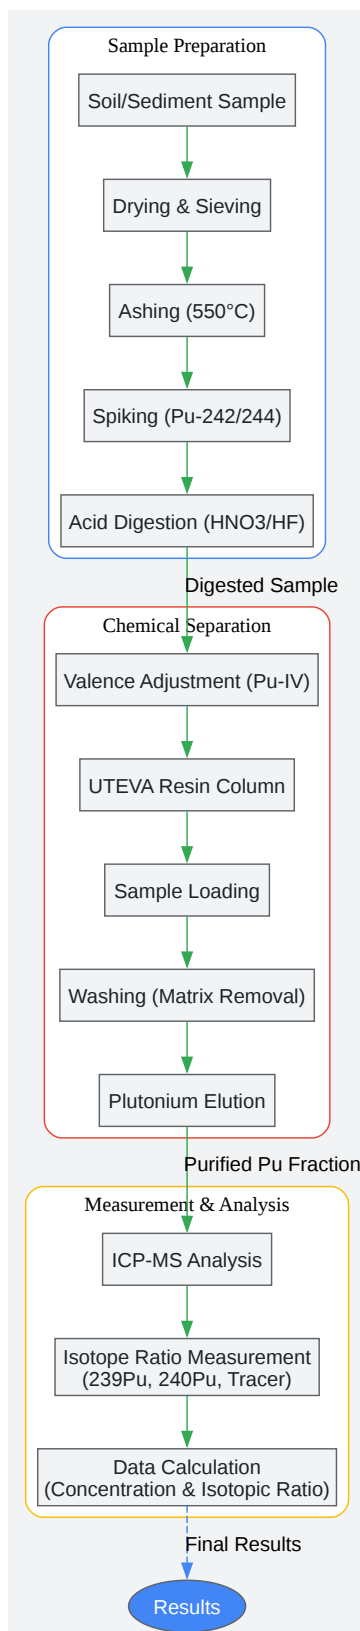 Sample Preparation
Soil/Sediment Sample
Drying & Sieving
Ashing (550°C)
Spiking (Pu-242/244)
Acid Digestion (HNO3/HF)
Digested Sample
Chemical Separation
Valence Adjustment (Pu-IV)
UTEVA Resin Column
Sample Loading
Washing (Matrix Removal)
Plutonium Elution
Purified Pu Fraction
Measurement & Analysis
ICP-MS Analysis
Isotope Ratio Measurement
(239Pu, 240Pu, Tracer)
Data Calculation
(Concentration & Isotopic Ratio)
Final Results
Results